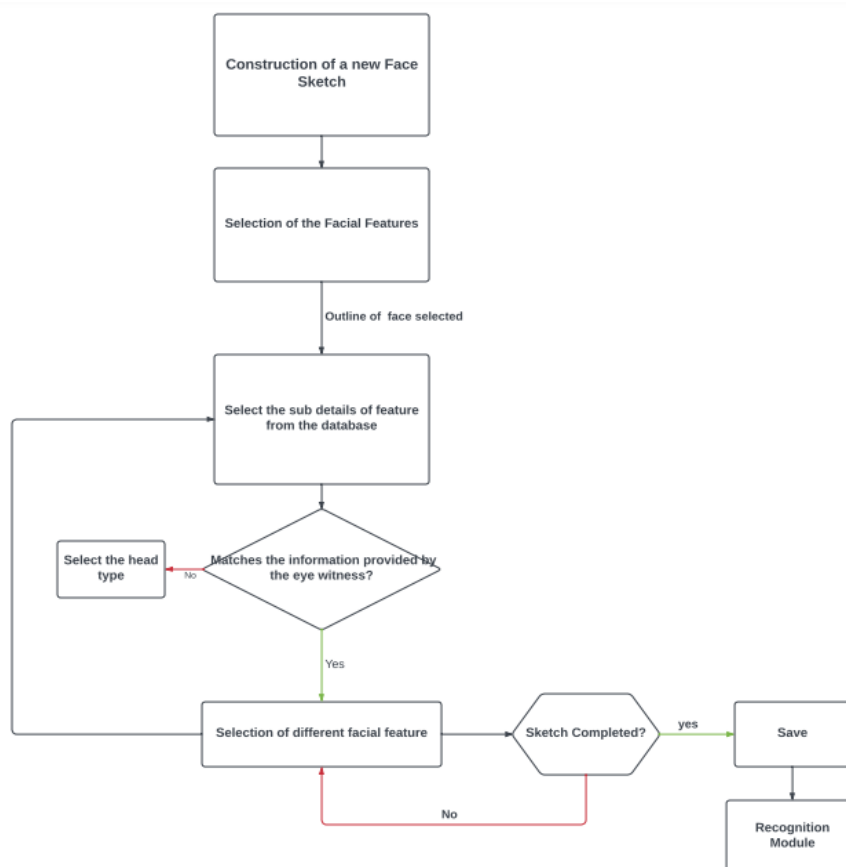 Construction of a new Face
Sketch
Selection of the Facial Features
Outline of  face selected
Select the sub details of feature
from the database
Matches the information provided by
the eye witness?
No
Select the head
type
Yes
Selection of different facial feature
Sketch Completed?
yes
Save
No
Recognition
Module